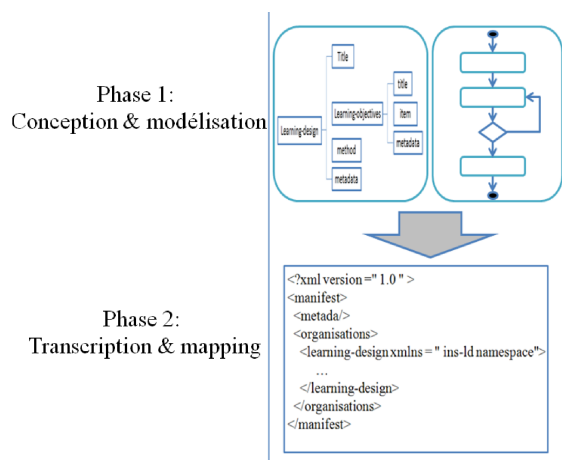 Phase 1:
Conception & modélisation
Title
Learning-design
Learning-objectives
title
item
metadata
method
metadata
Phase 2:
Transcription & mapping
<?xml version =" 1.0 " >
<manifest>
<metada/>
<organisations>
<learning-design xmlns = " ins-ld namespace">
…
</learning-design>
</organisations>
</manifest>